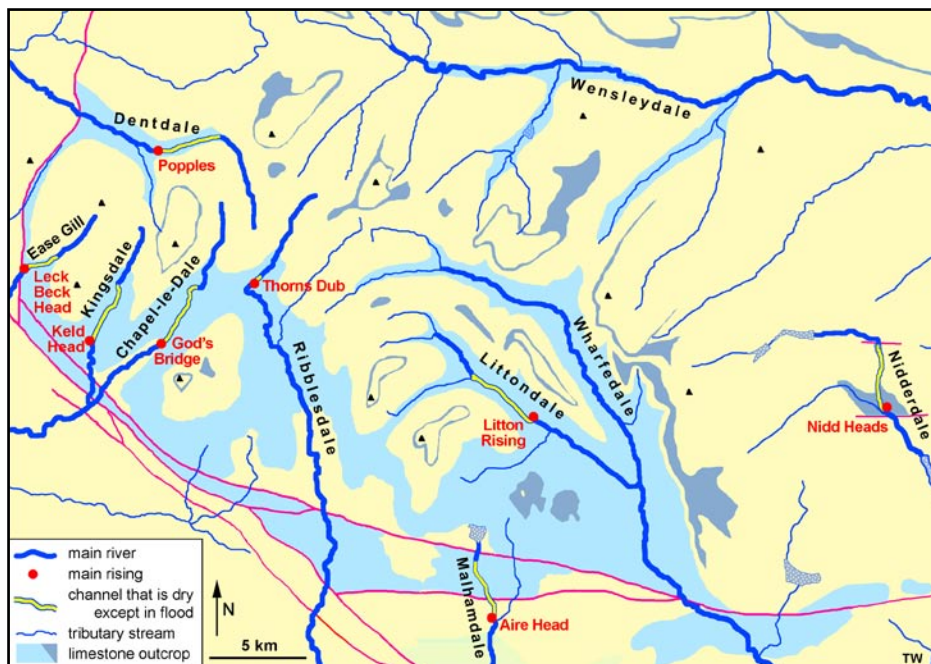 Wensleydale
Dentdale
Popples
Ease Gill
Leck
Beck
Head
Kingsdale
Keld
Head
Chapel-le-Dale
God's
Bridge
Thorns Dub
Ribblesdale
Littondale
Litton
Rising
Wharfedale
Nidderdale
Nidd Heads
Malhamdale
Aire Head
main river
main rising
channel that is dry
except in flood
tributary stream
limestone outcrop
N
5 km
TW